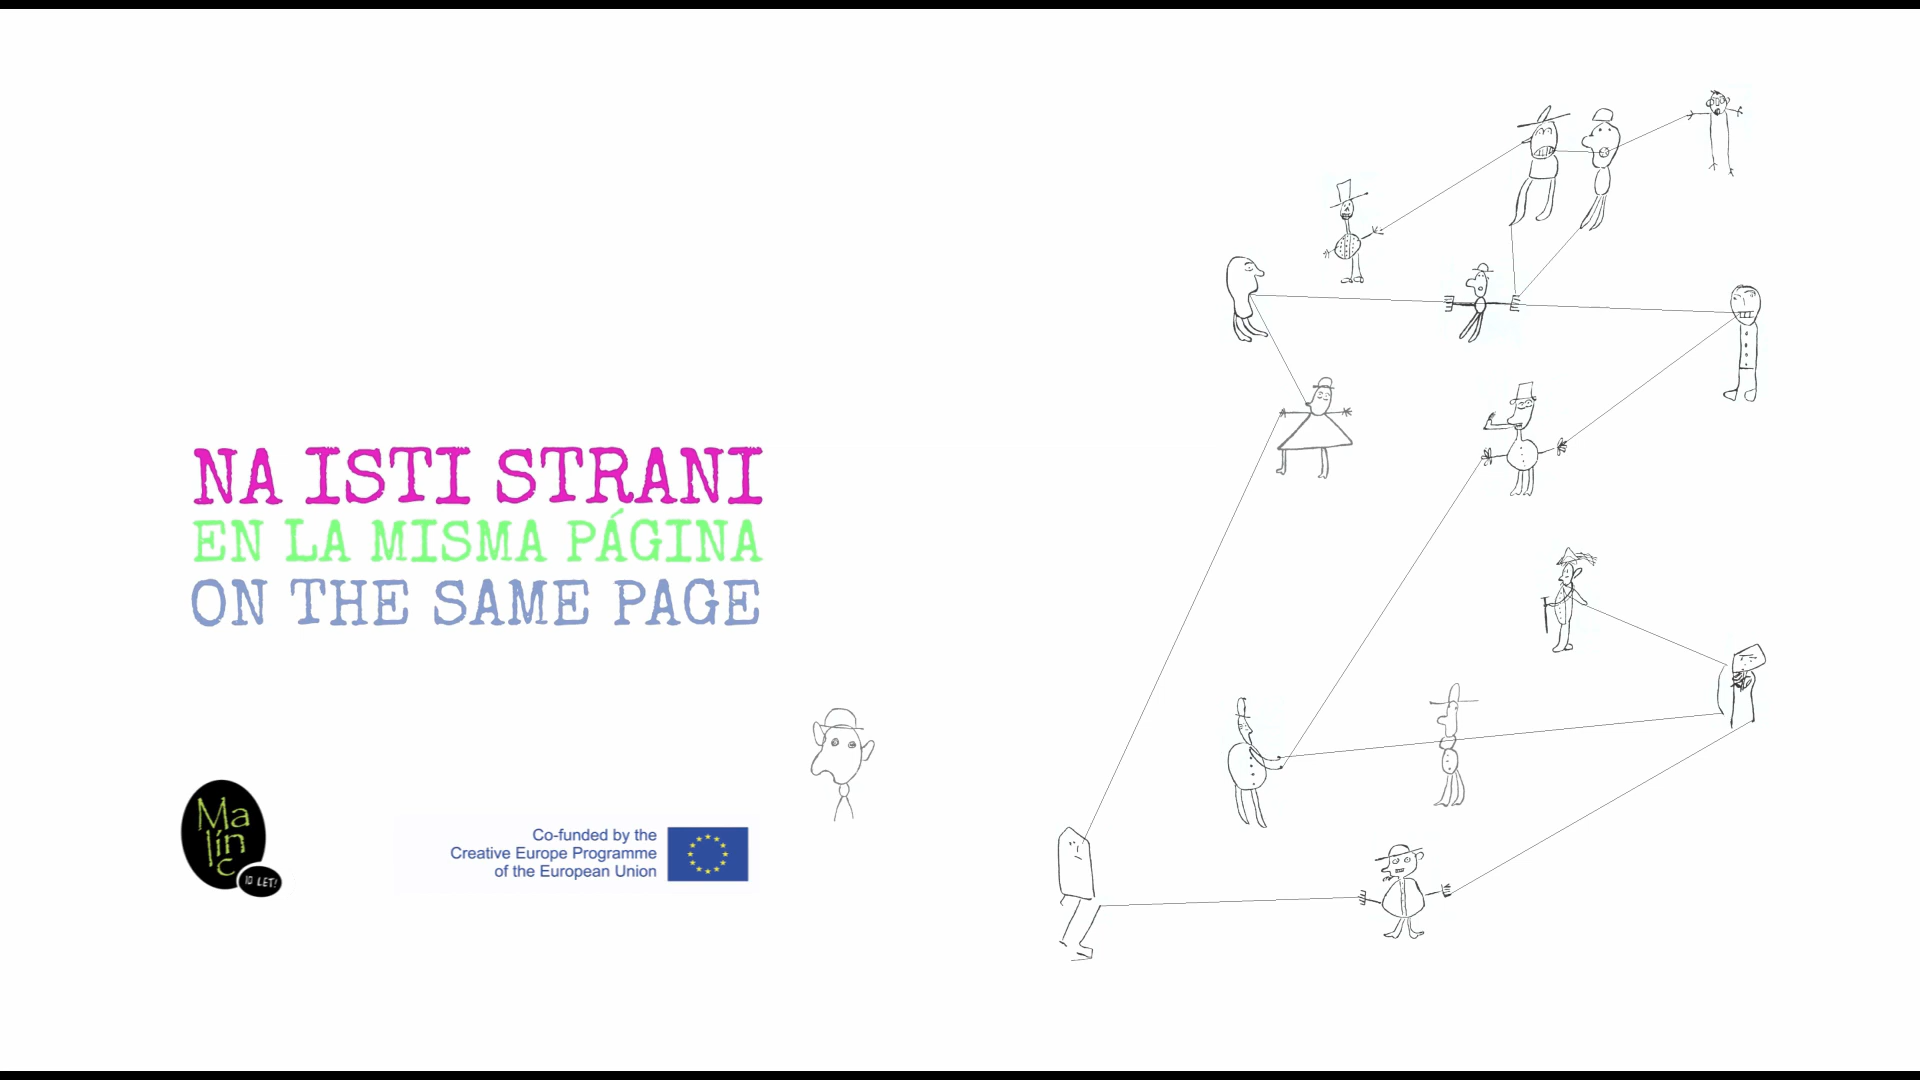 NA ISTI STRANI
EN LA MISMA PÁGINA
ON THE SAME PAGE
Ma
lín
c
10 LET!
Co-funded by the
Creative Europe Programme
of the European Union